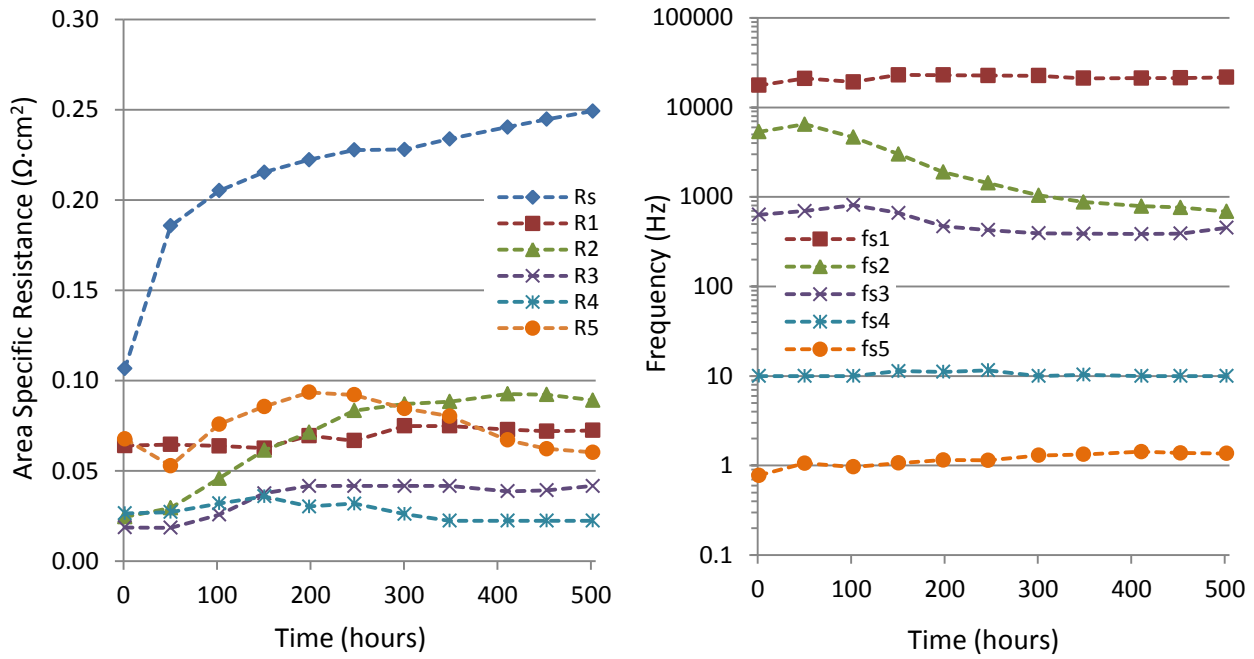 0.30
0.25
0.20
0.15
0.10
0.05
0.00
Area Specific Resistance (Ω·cm²)
Rs
R1
R2
R3
R4
R5
0 100 200 300 400 500
Time (hours)
100000
10000
1000
100
10
1
0.1
Frequency (Hz)
fs1
fs2
fs3
fs4
fs5
0 100 200 300 400 500
Time (hours)